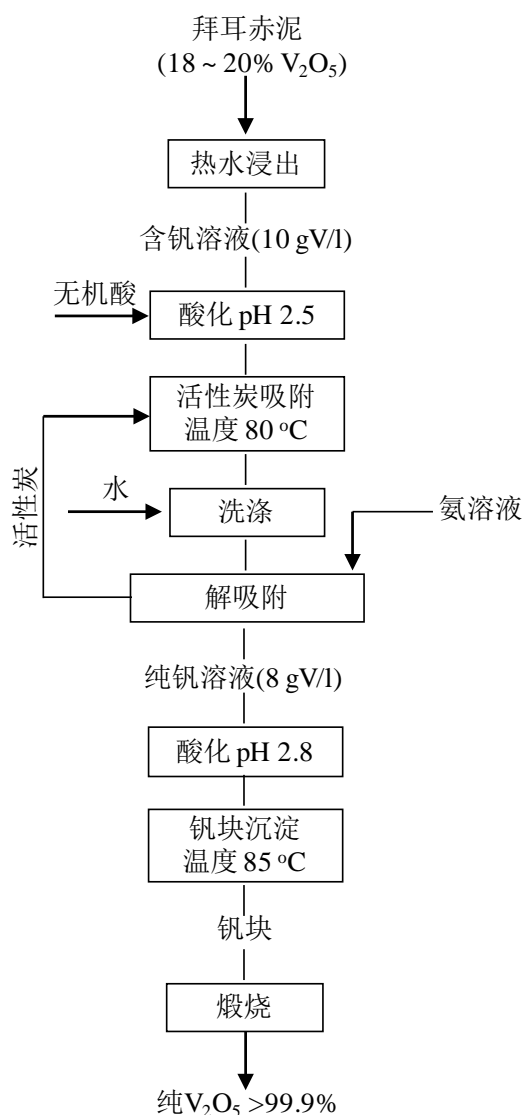 拜耳赤泥
(18 ~ 20% V₂O₅)
热水浸出
含钒溶液(10 gV/l)
无机酸
酸化 pH 2.5
活性炭吸附
温度 80 ºC
活性炭
水
洗涤
氨溶液
解吸附
纯钒溶液(8 gV/l)
酸化 pH 2.8
钒块沉淀
温度 85 ºC
钒块
煅烧
纯V₂O₅ >99.9%